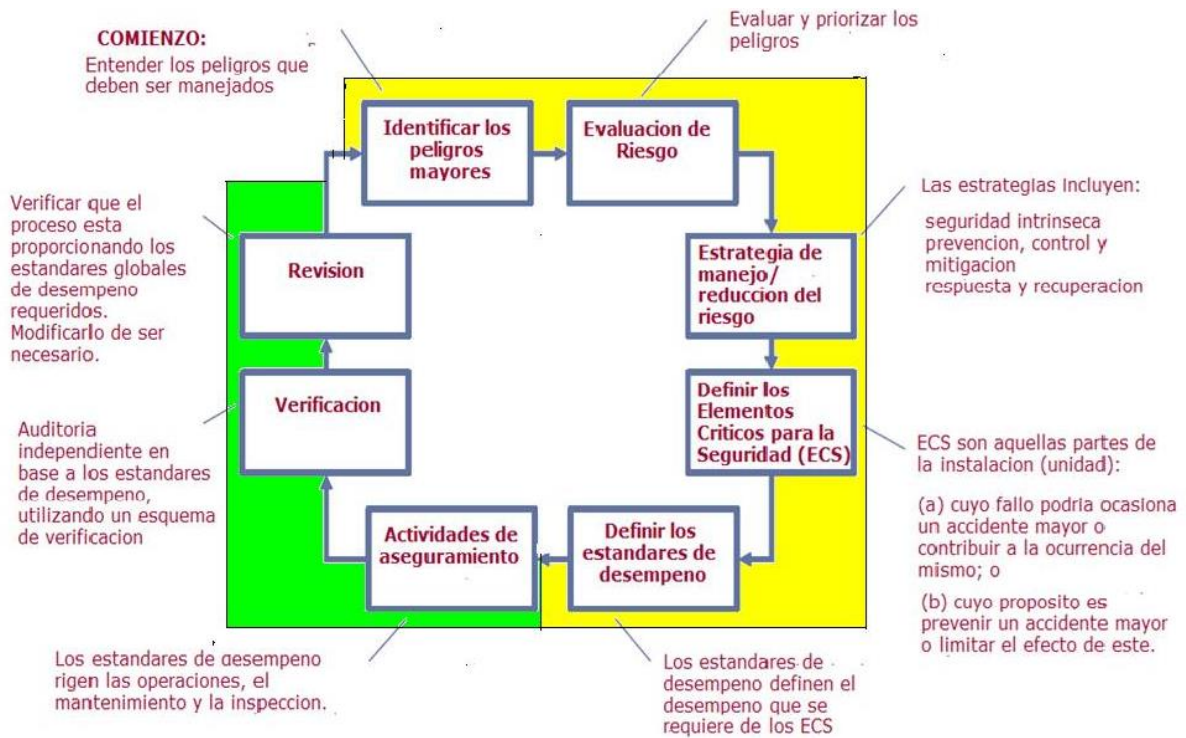 COMIENZO:
Entender los peligros que
deben ser manejados
Evaluar y priorizar los
peligros
Identificar los
peligros
mayores
Evaluacion de
Riesgo
Las estrategias incluyen:
seguridad intrinseca
prevencion, control y
mitigacion
respuesta y recuperacion
Estrategia de
manejo/
reduccion del
riesgo
Definir los
Elementos
Criticos para la
Seguridad (ECS)
ECS son aquellas partes de
la instalacion (unidad):
(a) cuyo fallo podria ocasiona
un accidente mayor o
contribuir a la ocurrencia del
mismo; o
(b) cuyo proposito es
prevenir un accidente mayor
o limitar el efecto de este.
Definir los
estandares de
desempeno
Los estandares de
desempeno definen el
desempeno que se
requiere de los ECS
Actividades de
aseguramiento
Los estandares de desempeno
rigen las operaciones, el
mantenimiento y la inspeccion.
Verificacion
Auditoria
independiente en
base a los estandares
de desempeno,
utilizando un esquema
de verificacion
Revision
Verificar que el
proceso esta
proporcionando los
estandares globales
de desempeno
requeridos.
Modificarlo de ser
necesario.